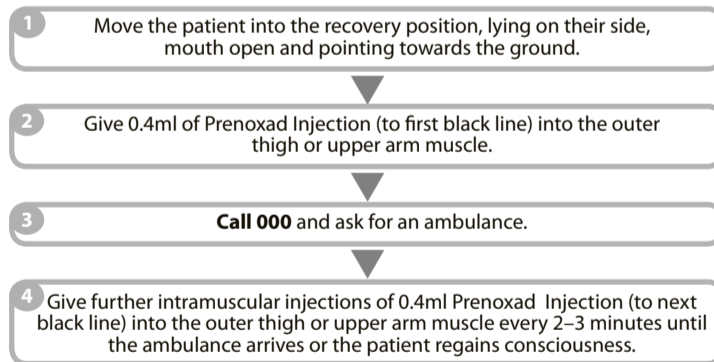 1
Move the patient into the recovery position, lying on their side,
mouth open and pointing towards the ground.
2
Give 0.4ml of Prenoxad Injection (to first black line) into the outer
thigh or upper arm muscle.
3
Call 000 and ask for an ambulance.
4
Give further intramuscular injections of 0.4ml Prenoxad Injection (to next
black line) into the outer thigh or upper arm muscle every 2–3 minutes until
the ambulance arrives or the patient regains consciousness.